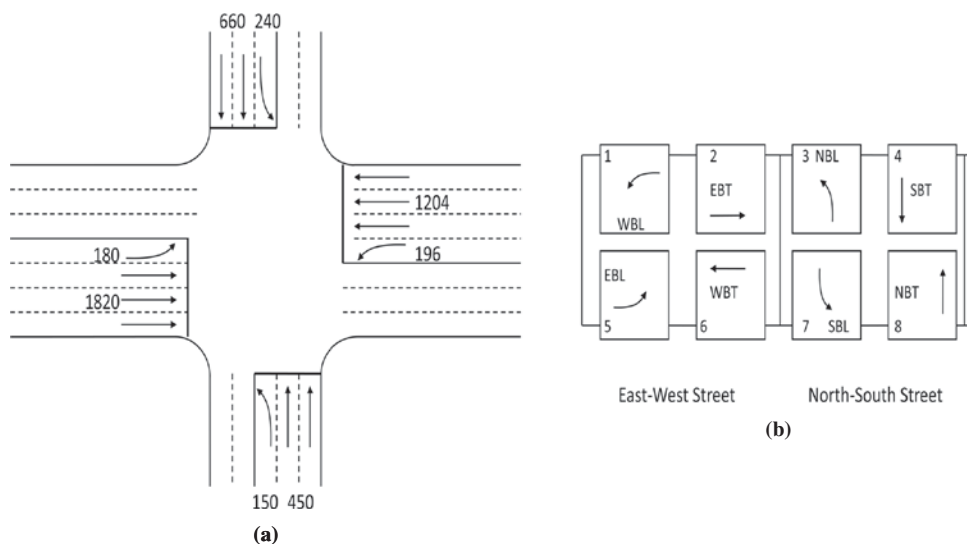 660 240
1204
180
196
1820
150 450
(a)
1
WBL
2
EBT
3 NBL
4
SBT
EBL
5
WBT
6
7 SBL
NBT
8
East-West Street
North-South Street
(b)